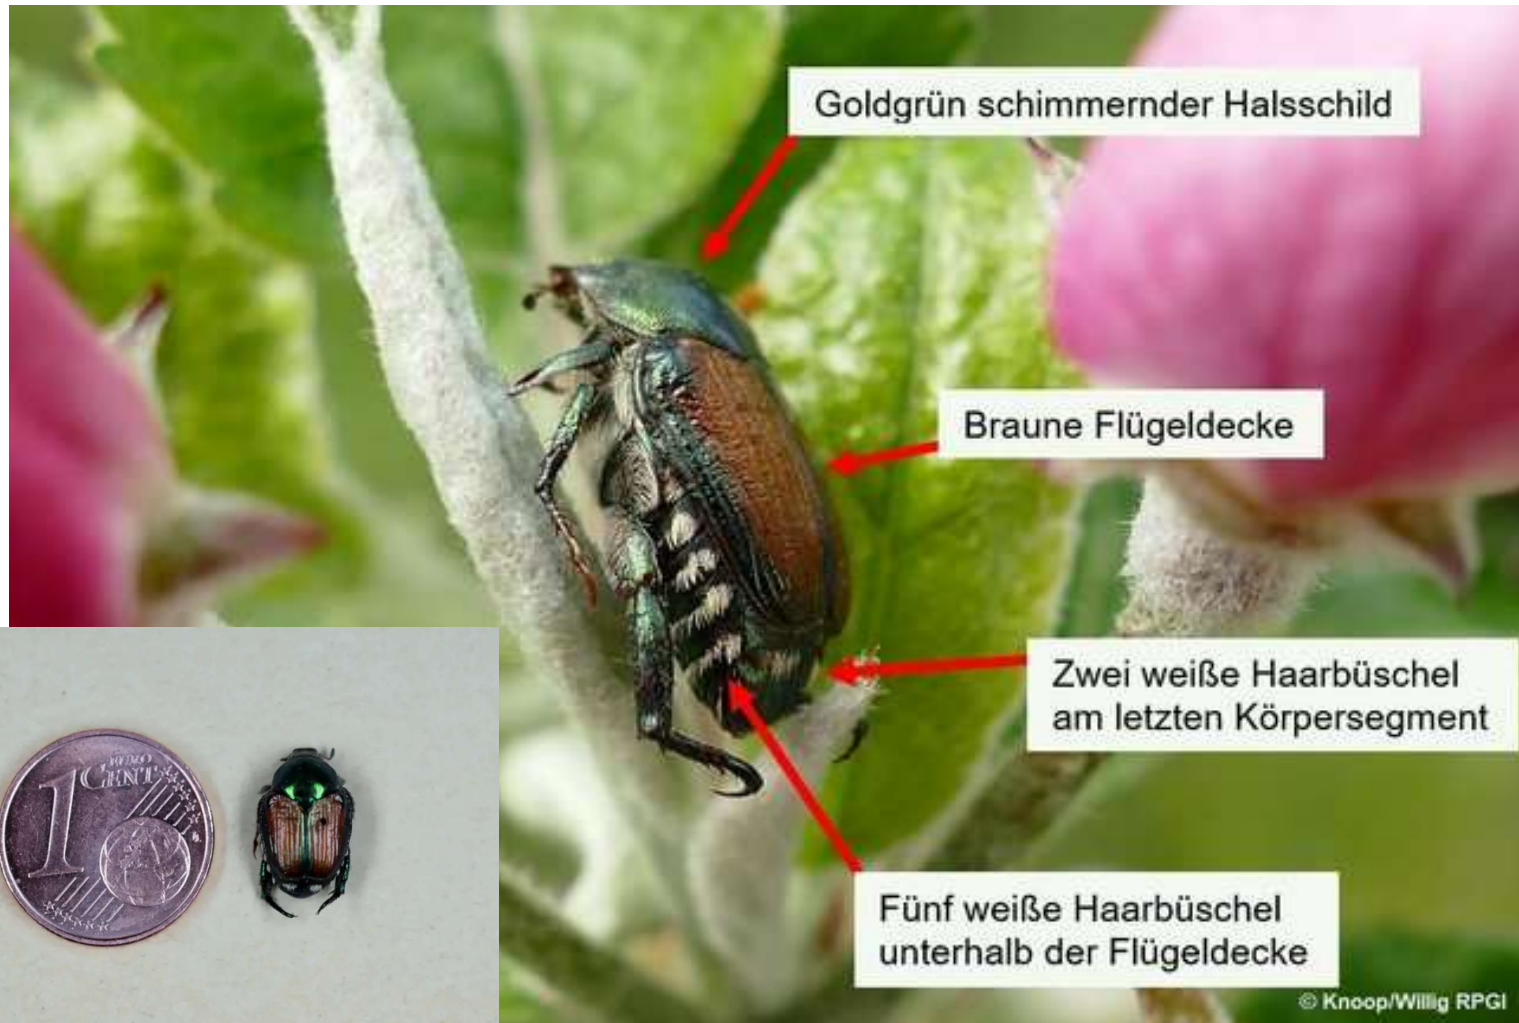 Goldgrün schimmernder Halsschild
Braune Flügeldecke
Zwei weiße Haarbüschel
am letzten Körpersegment
Fünf weiße Haarbüschel
unterhalb der Flügeldecke
1
EURO
CENT
© Knoop/Willig RPGI